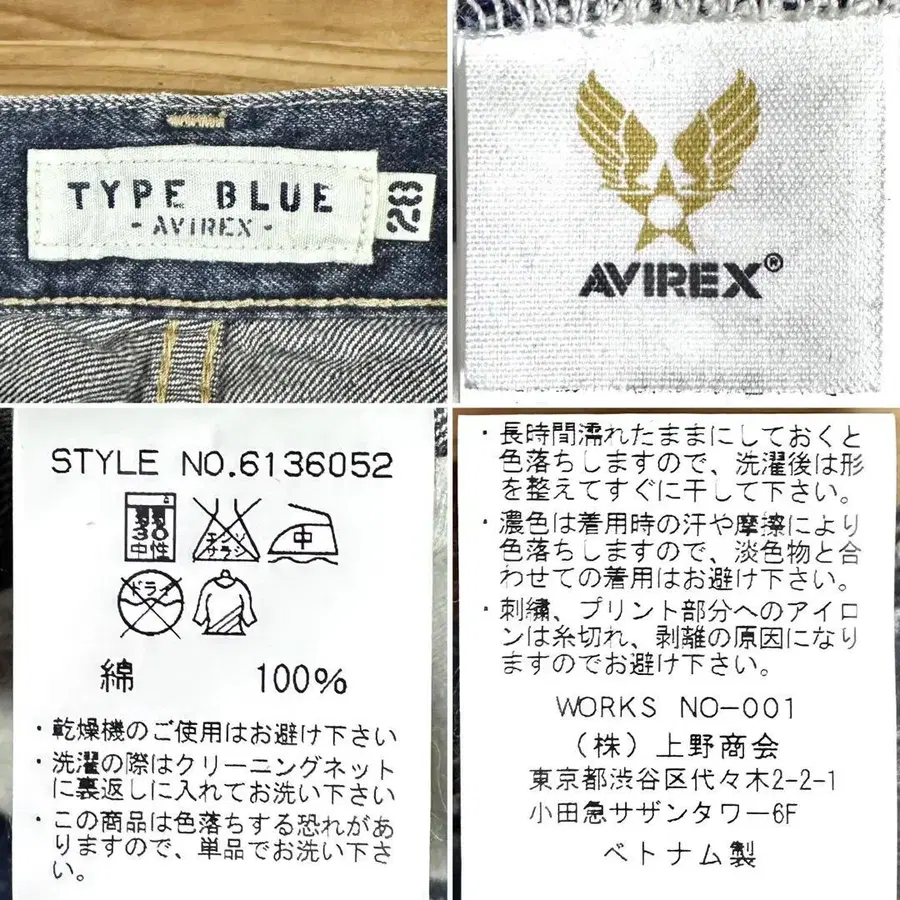 TYPE BLUE
- AVIREX -
28
AVIREX®
STYLE NO.6136052
弱 30
中性
エンソ
サラシ
中
ドライ
綿 100%
・乾燥機のご使用はお避け下さい
・洗濯の際はクリーニングネット
に裏返しに入れてお洗い下さい
・この商品は色落ちする恐れがあ
りますので、単品でお洗い下さ
い。
・長時間濡れたままにしておくと
色落ちしますので、洗濯後は形
を整えてすぐに干して下さい。
・濃色は着用時の汗や摩擦により
色落ちしますので、淡色物と合
わせての着用はお避け下さい。
・刺繍、プリント部分へのアイロ
ンは糸切れ、剥離の原因になり
ますのでお避け下さい。
WORKS NO-001
(株)上野商会
東京都渋谷区代々木2-2-1
小田急サザンタワー6F
ベトナム製